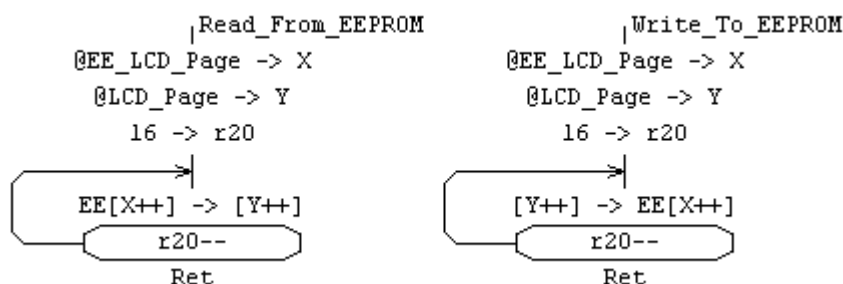 Read_From_EEPROM
@EE_LCD_Page -> X
@LCD_Page -> Y
16 -> r20
EE[X++] -> [Y++]
r20--
Ret
Write_To_EEPROM
@EE_LCD_Page -> X
@LCD_Page -> Y
16 -> r20
[Y++] -> EE[X++]
r20--
Ret